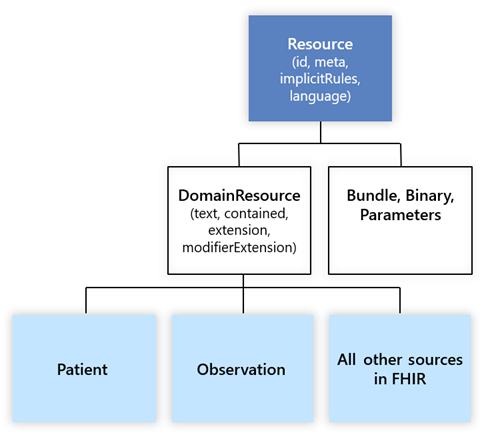 Resource
(id, meta,
implicitRules,
language)
DomainResource
(text, contained,
extension,
modifierExtension)
Bundle, Binary,
Parameters
Patient
Observation
All other sources
in FHIR